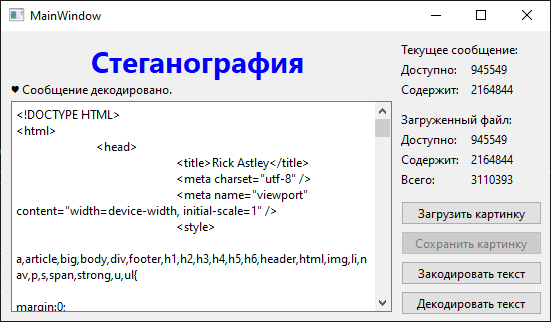 MainWindow
Стеганография
♥ Сообщение декодировано.
<!DOCTYPE HTML>
<html>
<head>
<title>Rick Astley</title>
<meta charset="utf-8" />
<meta name="viewport"
content="width=device-width, initial-scale=1" />
<style>
a,article,big,body,div,footer,h1,h2,h3,h4,h5,h6,header,html,img,li,n
av,p,s,span,strong,u,ul{
margin:0;
Текущее сообщение:
Доступно: 945549
Содержит: 2164844
Загруженный файл:
Доступно: 945549
Содержит: 2164844
Всего: 3110393
Загрузить картинку
Сохранить картинку
Закодировать текст
Декодировать текст